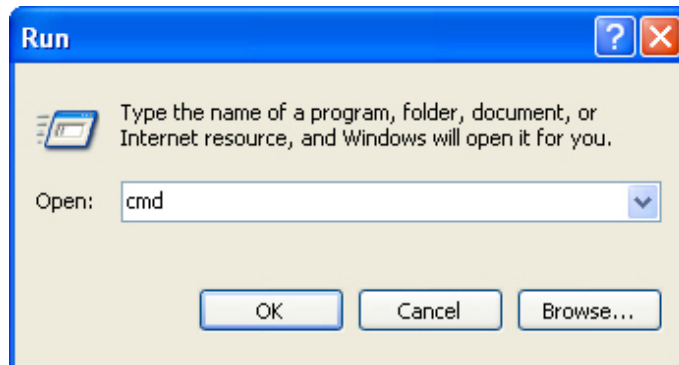 Run
Type the name of a program, folder, document, or
Internet resource, and Windows will open it for you.
Open: cmd
OK Cancel Browse...